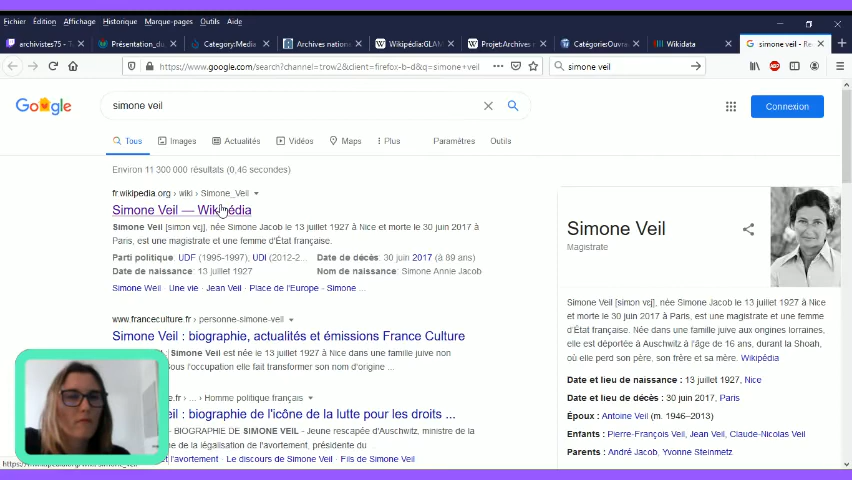 Fichier Édition Affichage Historique Marque-pages Outils Aide
archivistes75 - T
Présentation_du_
Category:Media
Archives nation
Wikipédia:GLAM
Projet:Archives n
Catégorie:Ouvra
Wikidata
simone veil - Re
https://www.google.com/search?channel=trow2&client=firefox-b-d&q=simone+veil
simone veil
Google
simone veil
Connexion
Tous Images Actualités Vidéos Maps Plus Paramètres Outils
Environ 11 300 000 résultats (0,46 secondes)
fr.wikipedia.org › wiki › Simone_Veil
Simone Veil — Wikipédia
Simone Veil [simɔn vɛj], née Simone Jacob le 13 juillet 1927 à Nice et morte le 30 juin 2017 à
Paris, est une magistrate et une femme d'État française.
Parti politique : UDF (1995-1997), UDI (2012-2... Date de décès: 30 juin 2017 (à 89 ans)
Date de naissance : 13 juillet 1927 Nom de naissance: Simone Annie Jacob
Simone Weil · Une vie · Jean Veil · Place de l'Europe - Simone ...
www.franceculture.fr › personne-simone-veil
Simone Veil : biographie, actualités et émissions France Culture
Simone Veil est née le 13 juillet 1927 à Nice dans une famille juive non
l'occupation elle fait transformer son nom d'origine ...
e.fr › ... › Homme politique français
eil : biographie de l'icône de la lutte pour les droits ...
- BIOGRAPHIE DE SIMONE VEIL - Jeune rescapée d'Auschwitz, ministre de la
de la légalisation de l'avortement, présidente du ...
et l'avortement · Le discours de Simone Veil · Fils de Simone Veil
Simone Veil
Magistrate
Simone Veil [simɔn vɛj], née Simone Jacob le 13 juillet 1927 à Nice et
morte le 30 juin 2017 à Paris, est une magistrate et une femme
d'État française. Née dans une famille juive aux origines lorraines,
elle est déportée à Auschwitz à l'âge de 16 ans, durant la Shoah,
où elle perd son père, son frère et sa mère. Wikipédia
Date et lieu de naissance : 13 juillet 1927, Nice
Date et lieu de décès : 30 juin 2017, Paris
Époux : Antoine Veil (m. 1946–2013)
Enfants : Pierre-François Veil, Jean Veil, Claude-Nicolas Veil
Parents : André Jacob, Yvonne Steinmetz